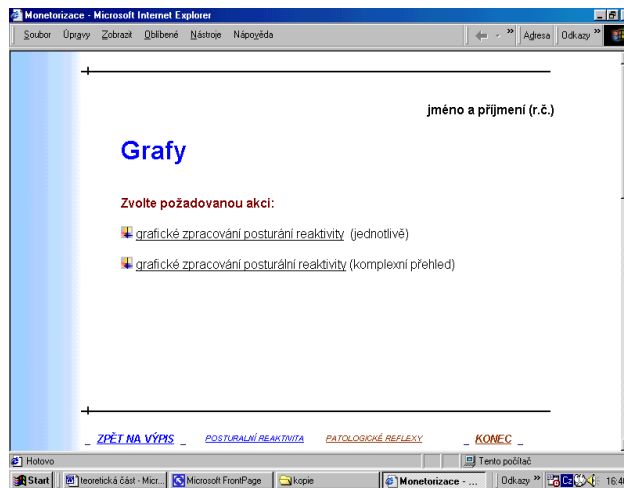 Monetorizace - Microsoft Internet Explorer
Soubor Úpravy Zobrazit Oblíbené Nástroje Nápověda » Adresa Odkazy »
jméno a příjmení (r.č.)
Grafy
Zvolte požadovanou akci:
grafické zpracování posturání reaktivity (jednotlivě)
grafické zpracování posturální reaktivity (komplexní přehled)
_ ZPĚT NA VÝPIS _ POSTURALNÍ REAKTIVITA PATOLOGICKÉ REFLEXY _ KONEC _
Hotovo Tento počítač
Start teoretická část - Micr... Microsoft FrontPage kopie Monetorizace - ... Odkazy » Cz